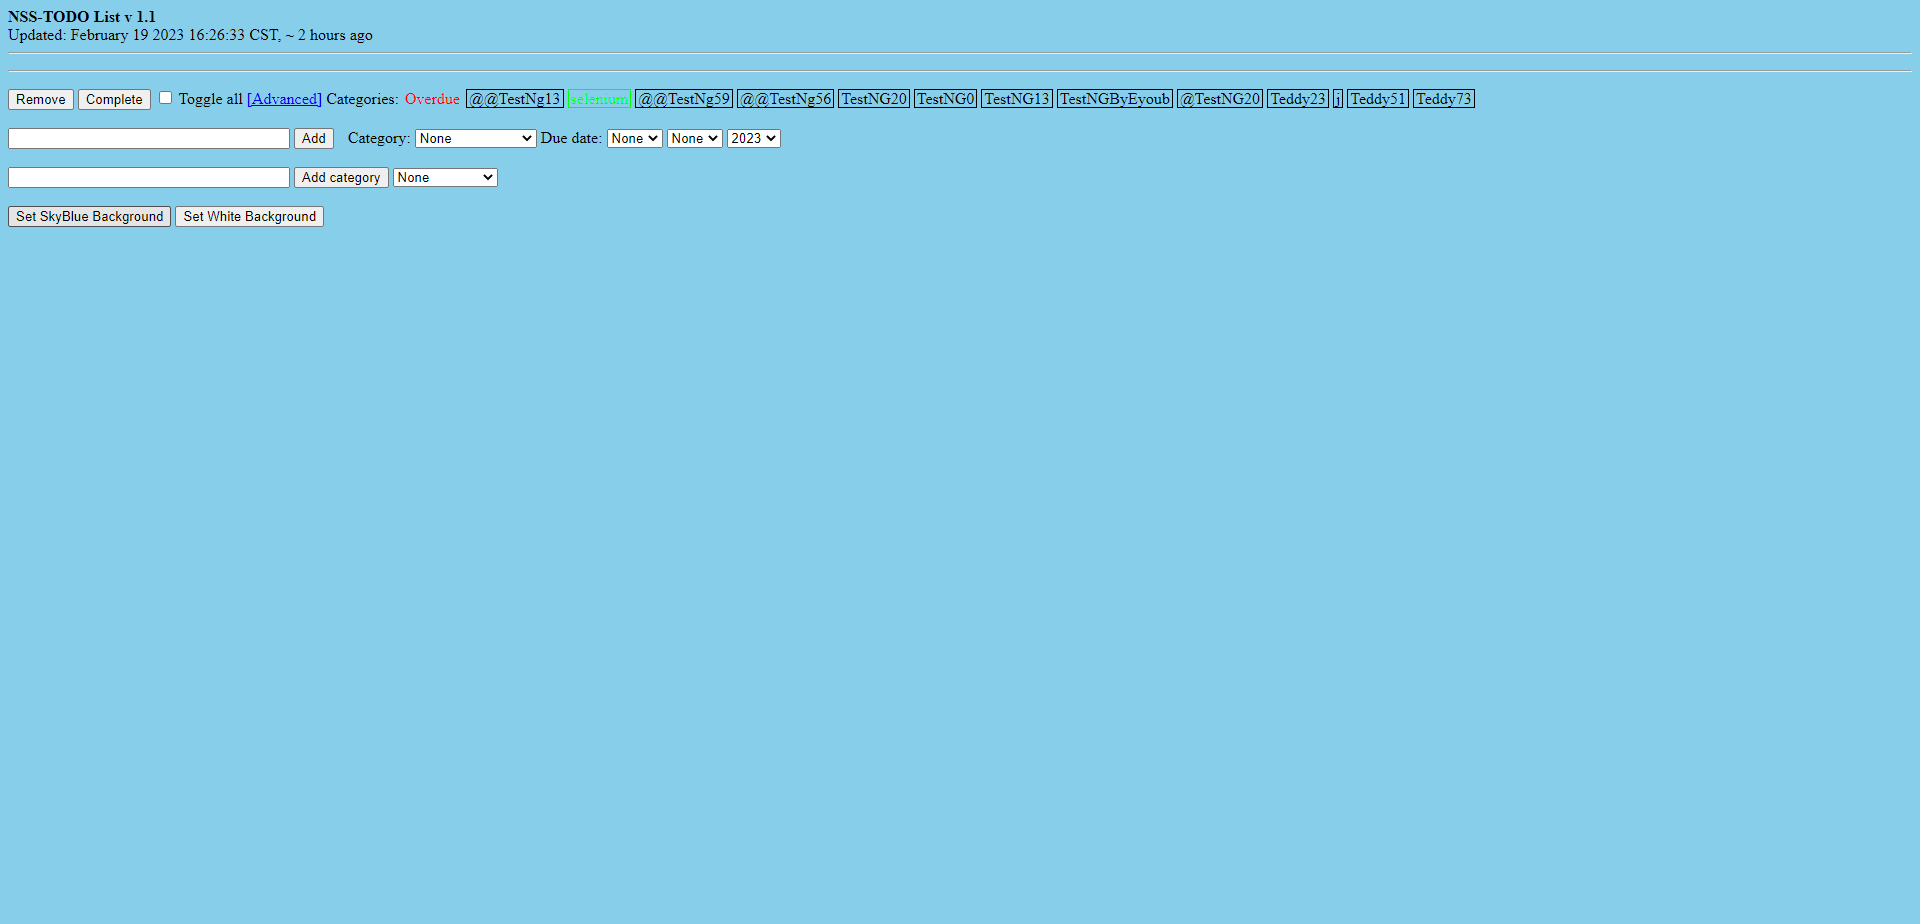 NSS-TODO List v 1.1
Updated: February 19 2023 16:26:33 CST, ~ 2 hours ago
Remove Complete Toggle all [Advanced] Categories: Overdue @@TestNg13 selenium @@TestNg59 @@TestNg56 TestNG20 TestNG0 TestNG13 TestNGByEyoub @TestNG20 Teddy23 j Teddy51 Teddy73
Add Category: None Due date: None None 2023
Add category None
Set SkyBlue Background Set White Background